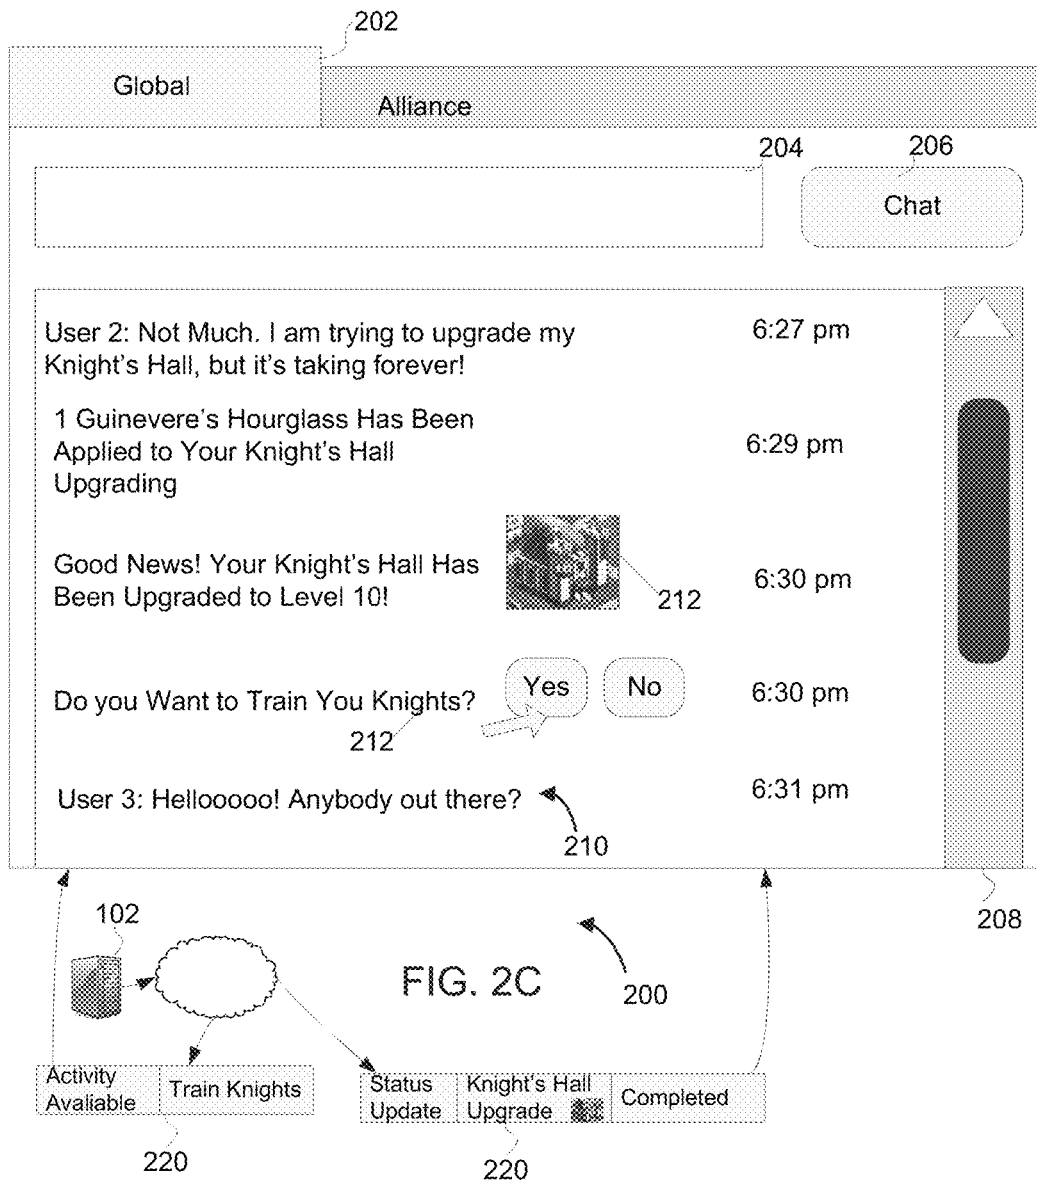 202
Global
Alliance
204
206
Chat
User 2: Not Much. I am trying to upgrade my
Knight's Hall, but it's taking forever!
6:27 pm
1 Guinevere's Hourglass Has Been
Applied to Your Knight's Hall
Upgrading
6:29 pm
Good News! Your Knight's Hall Has
Been Upgraded to Level 10!
212
6:30 pm
Do you Want to Train You Knights?
Yes
No
6:30 pm
212
User 3: Hellooooo! Anybody out there?
6:31 pm
210
208
102
FIG. 2C
200
Activity
Avaliable
Train Knights
Status
Update
Knight's Hall
Upgrade
Completed
220
220